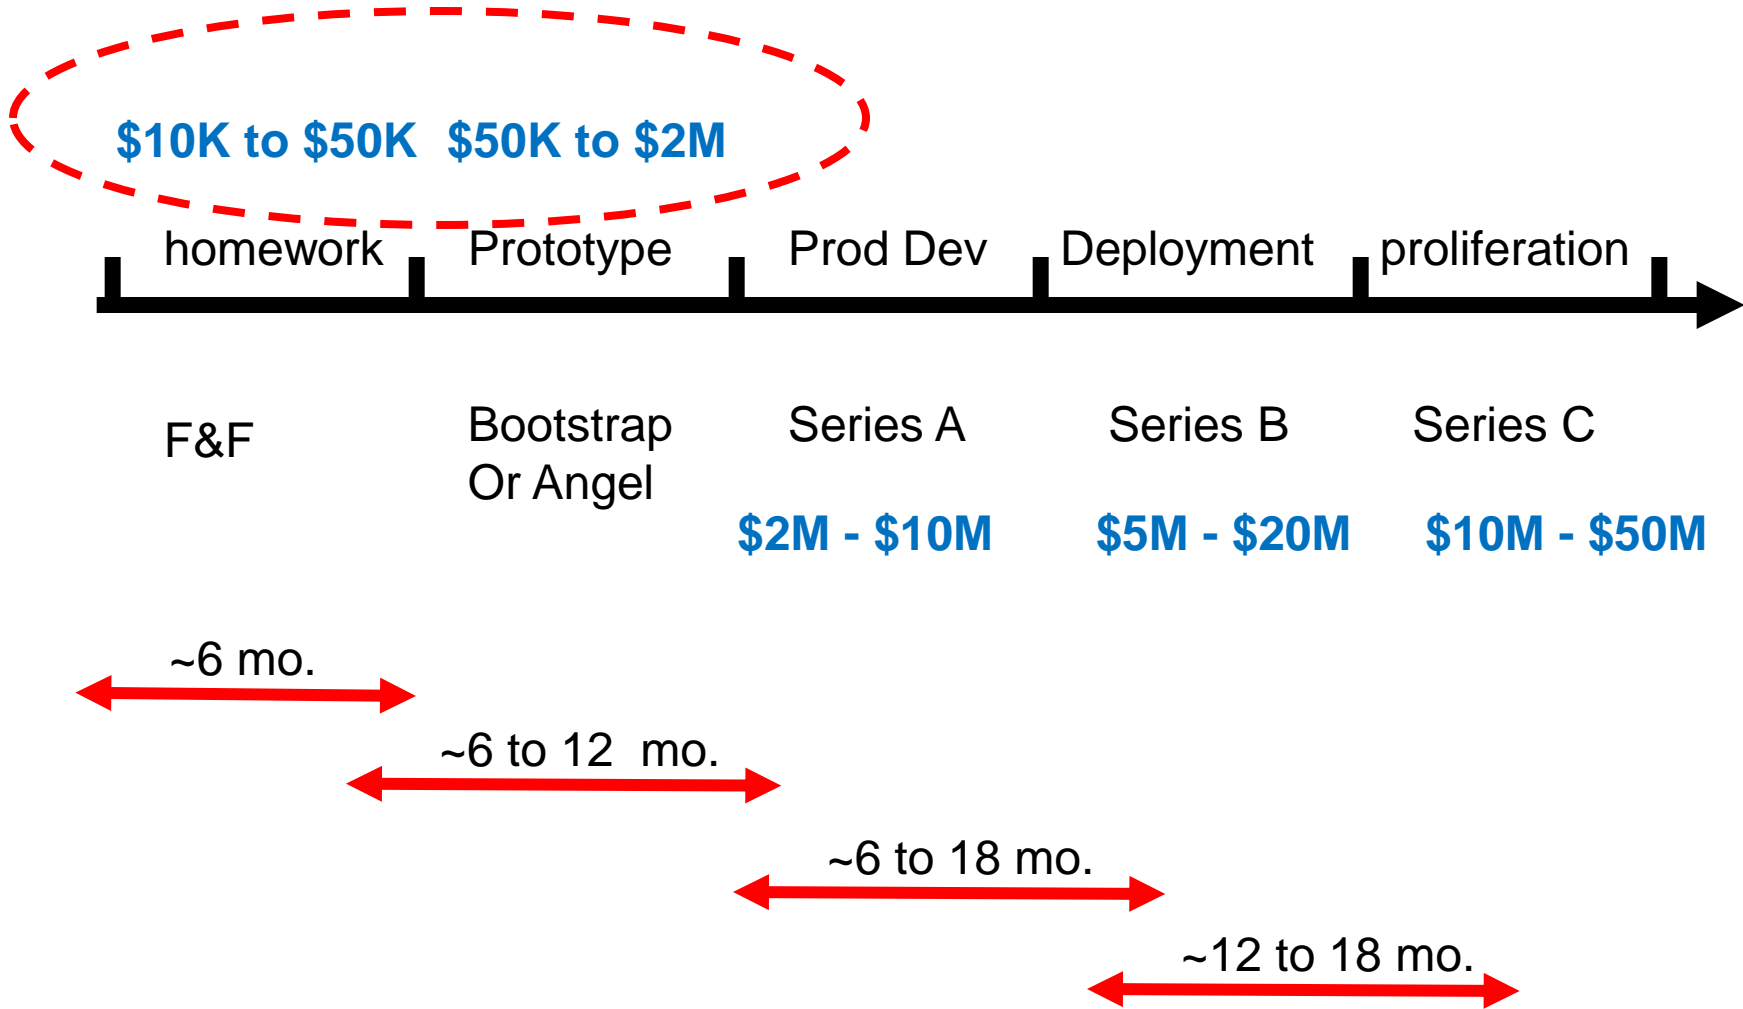 $10K to $50K $50K to $2M
homework Prototype Prod Dev Deployment proliferation
F&F
Bootstrap
Or Angel
Series A
Series B
Series C
$2M - $10M
$5M - $20M
$10M - $50M
~6 mo.
~6 to 12 mo.
~6 to 18 mo.
~12 to 18 mo.